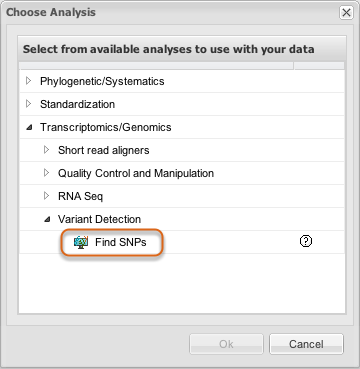 Choose Analysis
Select from available analyses to use with your data
Phylogenetic/Systematics
Standardization
Transcriptomics/Genomics
Short read aligners
Quality Control and Manipulation
RNA Seq
Variant Detection
Find SNPs ?
Ok Cancel